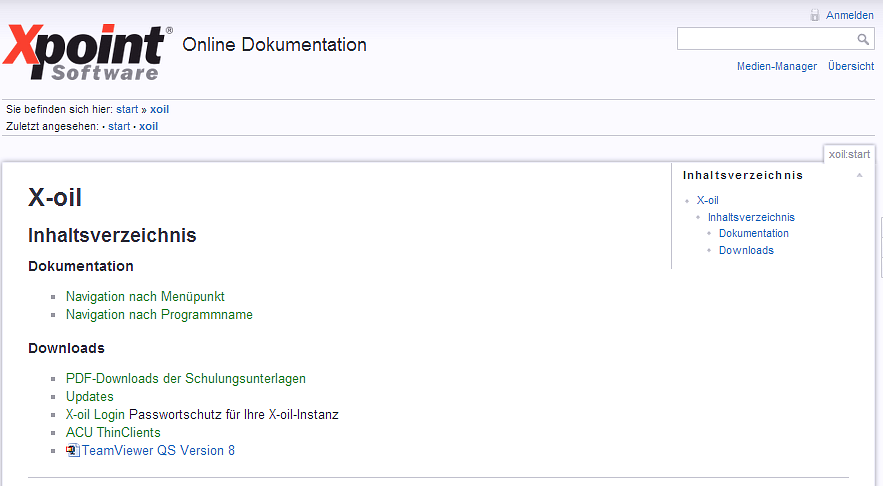 Xpoint®
Software
Online Dokumentation
Anmelden
Medien-Manager Übersicht
Sie befinden sich hier: start » xoil
Zuletzt angesehen: • start • xoil
xoil:start
Inhaltsverzeichnis
X-oil
Inhaltsverzeichnis
Dokumentation
Downloads
X-oil
Inhaltsverzeichnis
Dokumentation
Navigation nach Menüpunkt
Navigation nach Programmname
Downloads
PDF-Downloads der Schulungsunterlagen
Updates
X-oil Login Passwortschutz für Ihre X-oil-Instanz
ACU ThinClients
TeamViewer QS Version 8